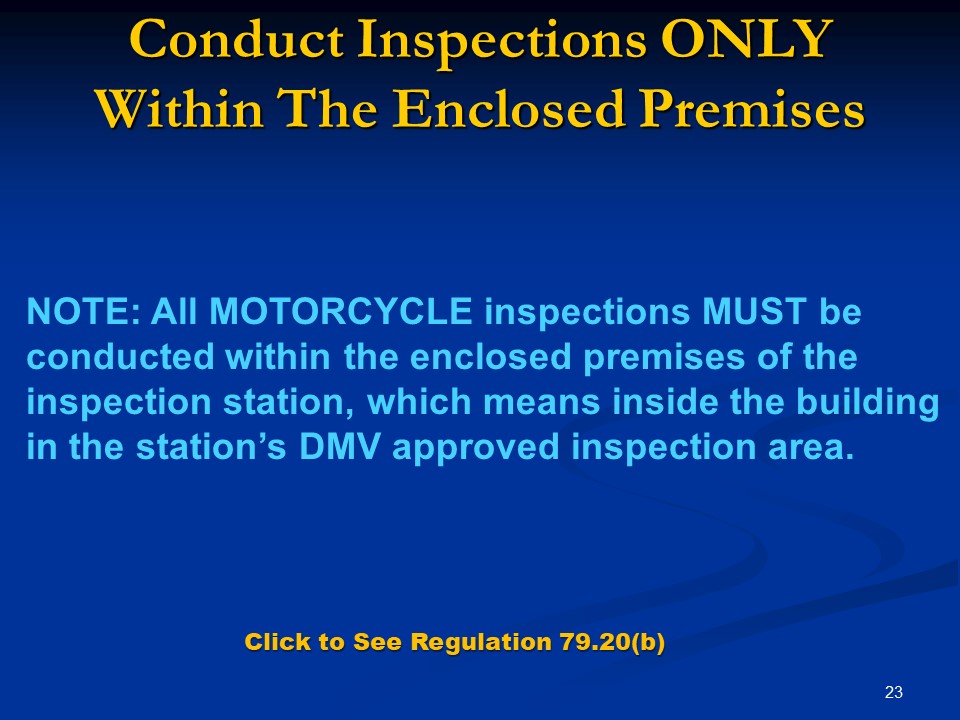 Conduct Inspections ONLY
Within The Enclosed Premises
NOTE: All MOTORCYCLE inspections MUST be
conducted within the enclosed premises of the
inspection station, which means inside the building
in the station’s DMV approved inspection area.
Click to See Regulation 79.20(b)
23